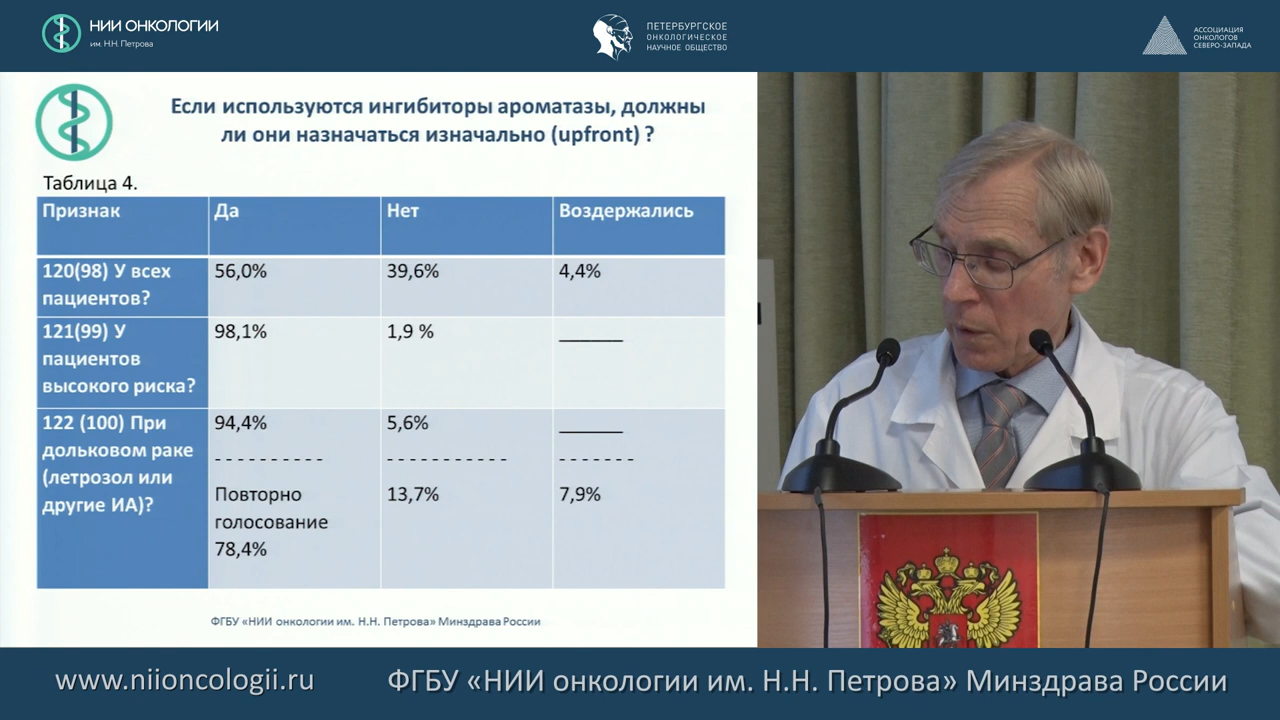 НИИ ОНКОЛОГИИ
им. Н.Н. Петрова
ПЕТЕРБУРГСКОЕ
ОНКОЛОГИЧЕСКОЕ
НАУЧНОЕ ОБЩЕСТВО
АССОЦИАЦИЯ
ОНКОЛОГОВ
СЕВЕРО-ЗАПАДА
Если используются ингибиторы ароматазы, должны
ли они назначаться изначально (upfront) ?
Таблица 4.
Признак Да Нет Воздержались
120(98) У всех 56,0% 39,6% 4,4%
пациентов?
121(99) У 98,1% 1,9 % ______
пациентов
высокого риска?
122 (100) При 94,4% 5,6% ______
дольковом раке - - - - - - - - - - - - - - - - - - - - - - - - - - - -
(летрозол или
другие ИА)? Повторно 13,7% 7,9%
голосование
78,4%
ФГБУ «НИИ онкологии им. Н.Н. Петрова» Минздрава России
www.niioncologii.ru ФГБУ «НИИ онкологии им. Н.Н. Петрова» Минздрава России